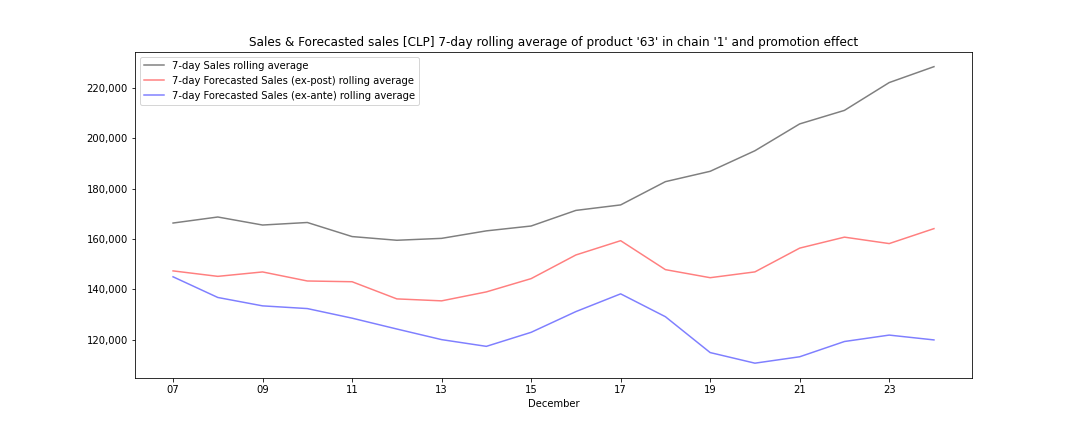 Sales & Forecasted sales [CLP] 7-day rolling average of product '63' in chain '1' and promotion effect
7-day Sales rolling average
7-day Forecasted Sales (ex-post) rolling average
7-day Forecasted Sales (ex-ante) rolling average
220,000
200,000
180,000
160,000
140,000
120,000
07 09 11 13 15 17 19 21 23
December